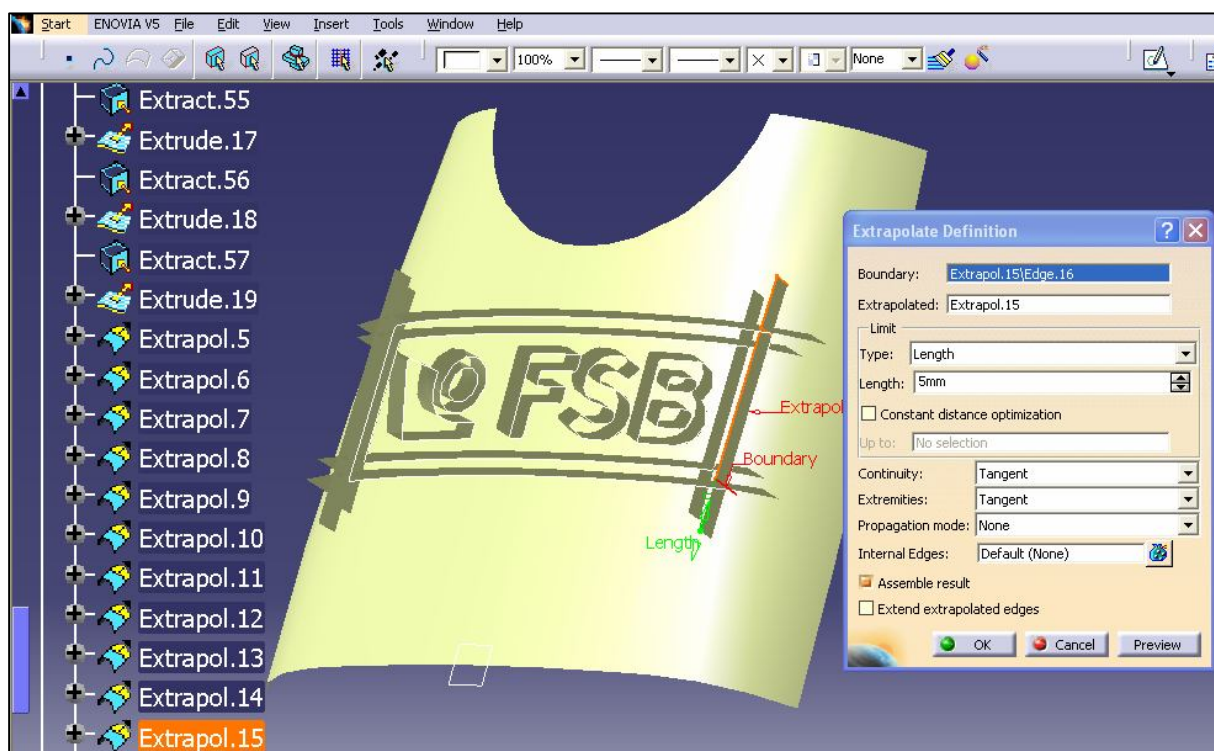 Start ENOVIA V5 File Edit View Insert Tools Window Help
100% None
Extract.55
Extrude.17
Extract.56
Extrude.18
Extract.57
Extrude.19
Extrapol.5
Extrapol.6
Extrapol.7
Extrapol.8
Extrapol.9
Extrapol.10
Extrapol.11
Extrapol.12
Extrapol.13
Extrapol.14
Extrapol.15
FSB
Extrapol
Boundary
Length
Extrapolate Definition
Boundary: Extrapol.15\Edge.16
Extrapolated: Extrapol.15
Limit
Type: Length
Length: 5mm
Constant distance optimization
Up to: No selection
Continuity: Tangent
Extremities: Tangent
Propagation mode: None
Internal Edges: Default (None)
Assemble result
Extend extrapolated edges
OK Cancel Preview